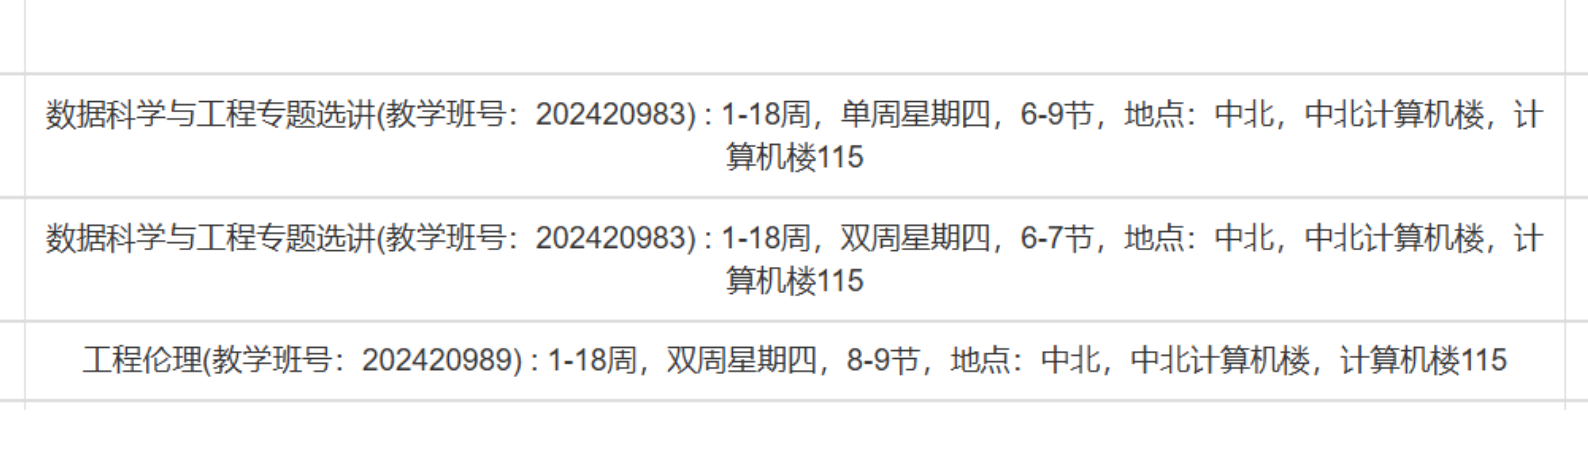 数据科学与工程专题选讲(教学班号：202420983) : 1-18周，单周星期四，6-9节，地点：中北，中北计算机楼，计
算机楼115
数据科学与工程专题选讲(教学班号：202420983) : 1-18周，双周星期四，6-7节，地点：中北，中北计算机楼，计
算机楼115
工程伦理(教学班号：202420989) : 1-18周，双周星期四，8-9节，地点：中北，中北计算机楼，计算机楼115